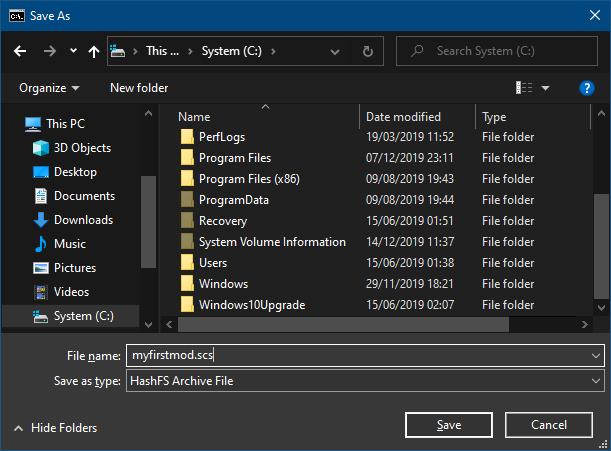 Save As
This ... System (C:) Search System (C:)
Organize New folder
Name Date modified Type
This PC
3D Objects
Desktop
Documents
Downloads
Music
Pictures
Videos
System (C:)
PerfLogs 19/03/2019 11:52 File folder
Program Files 07/12/2019 23:11 File folder
Program Files (x86) 09/08/2019 19:43 File folder
ProgramData 09/08/2019 19:44 File folder
Recovery 15/06/2019 01:51 File folder
System Volume Information 14/12/2019 11:37 File folder
Users 15/06/2019 01:38 File folder
Windows 29/11/2019 18:21 File folder
Windows10Upgrade 15/06/2019 02:07 File folder
File name: myfirstmod.scs
Save as type: HashFS Archive File
Hide Folders Save Cancel